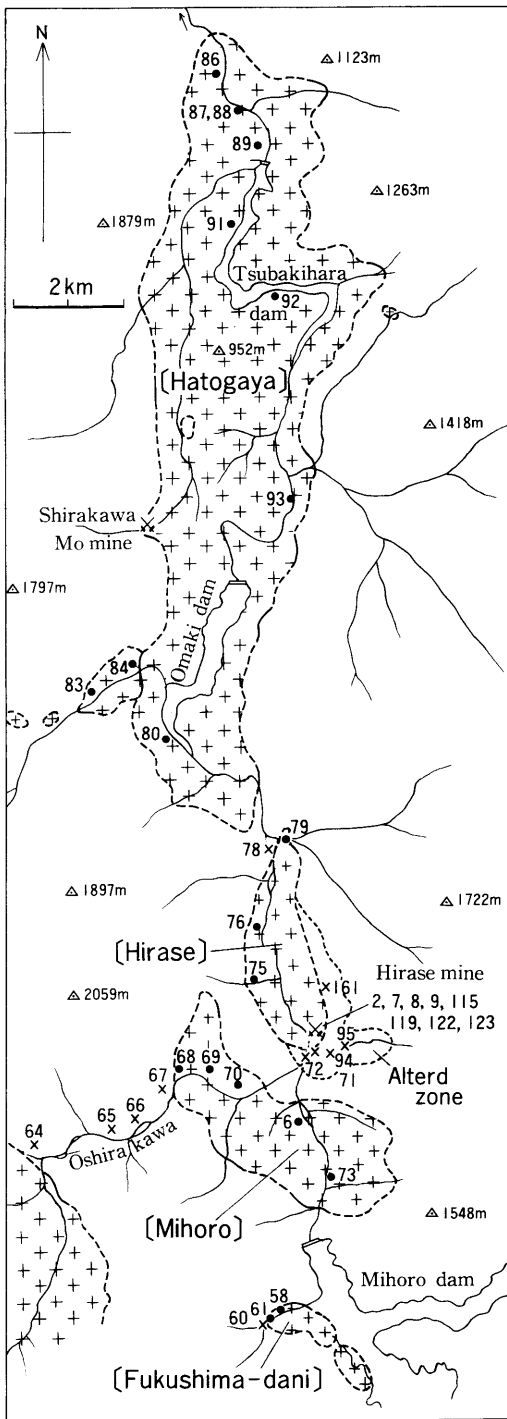 N
86
△1123m
87,88
89
△1263m
△1879m
91
Tsubakihara
dam
2km
92
△952m
[Hatogaya]
△1418m
93
Shirakawa
Mo mine
△1797m
Omaki dam
84
83
80
79
78
△1897m
△1722m
76
[Hirase]
75
161
Hirase mine
2, 7, 8, 9, 115
119, 122, 123
△2059m
95
94
72
71
Alterd
zone
68
69
70
67
66
65
64
Oshirakawa
6
73
[Mihoro]
△1548m
Mihoro dam
58
61
60
[Fukushima-dani]